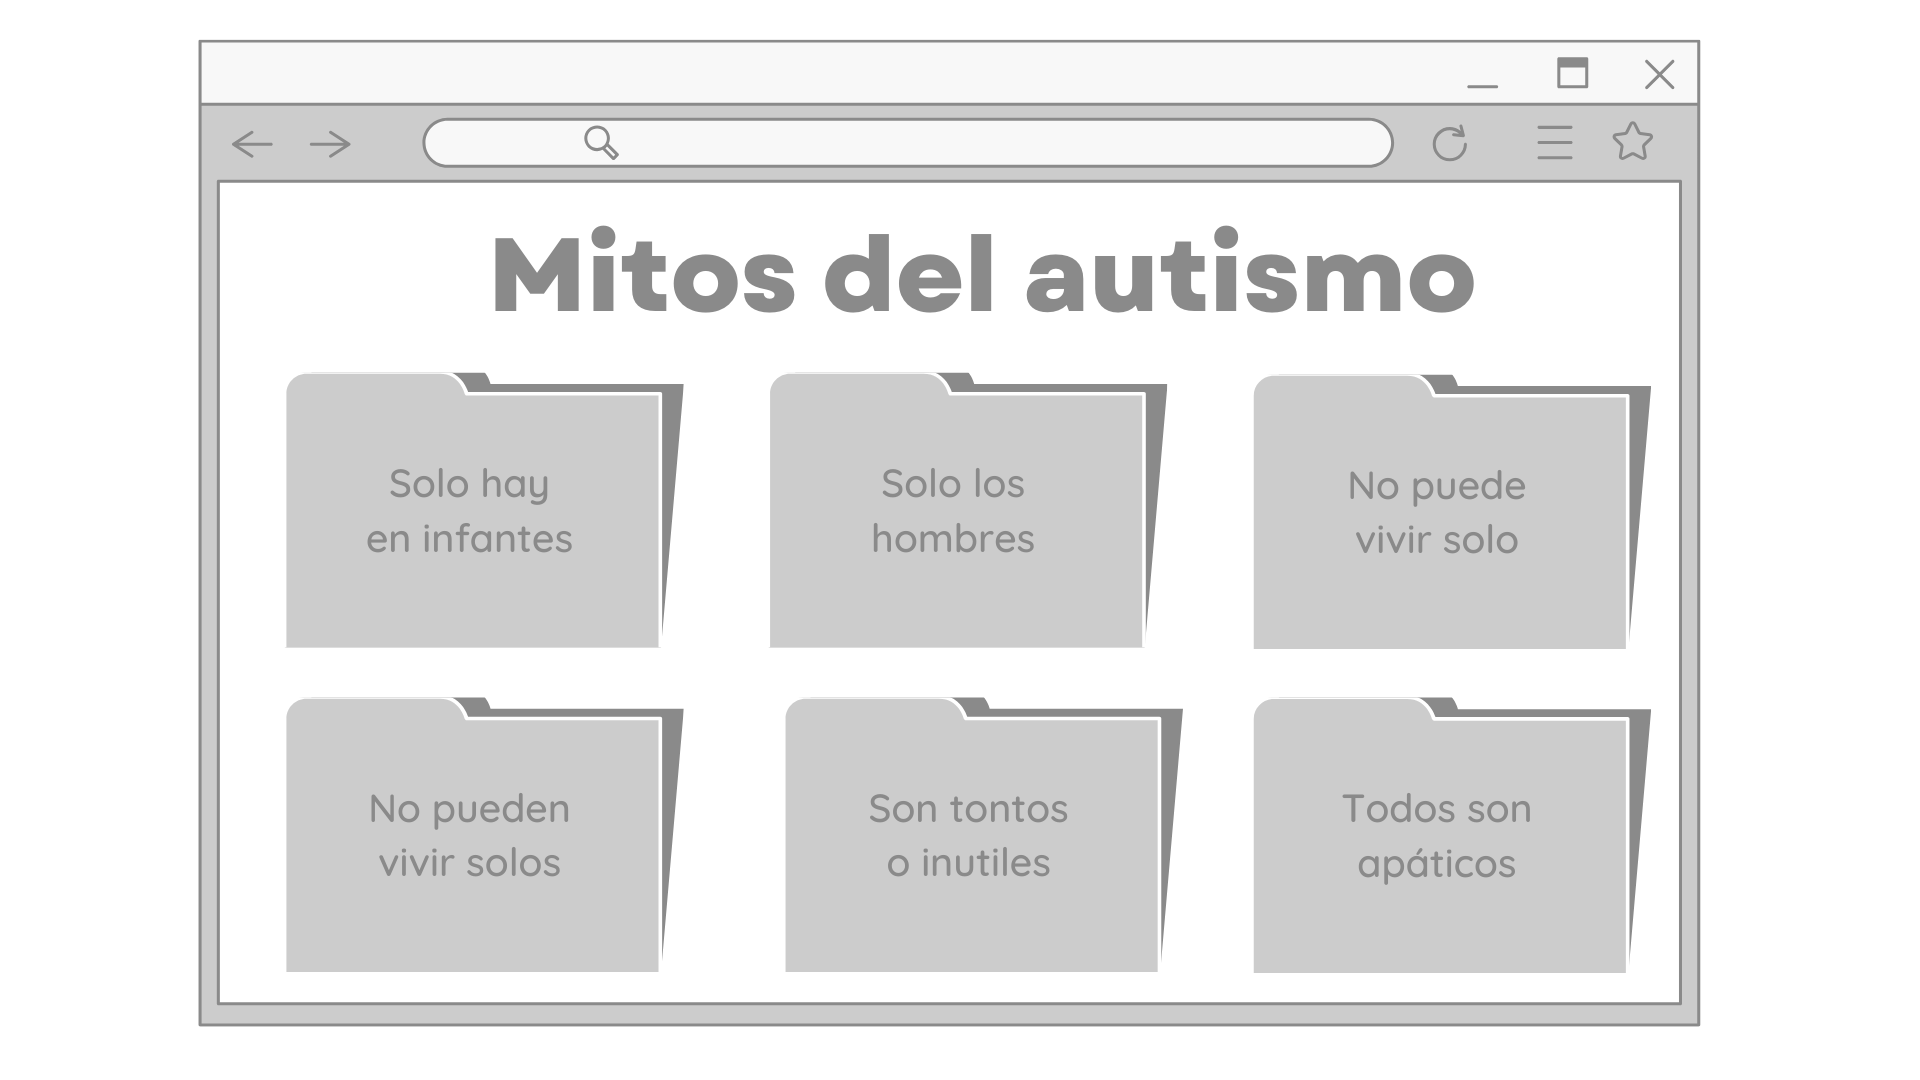 Mitos del autismo
Solo hay
en infantes
Solo los
hombres
No puede
vivir solo
No pueden
vivir solos
Son tontos
o inutiles
Todos son
apáticos